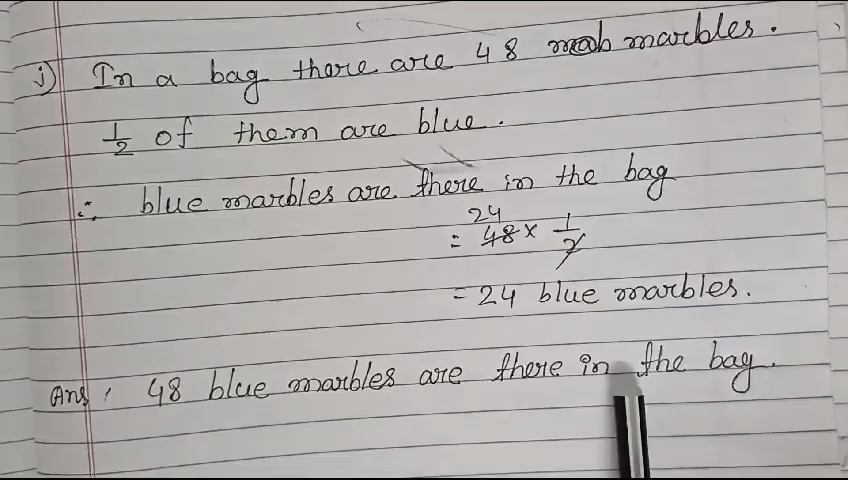 j) In a bag there are 48 marbles.
1/2 of them are blue.
∴ blue marbles are there in the bag
24
= 48 × 1/2
= 24 blue marbles.
Ans: 48 blue marbles are there in the bag.